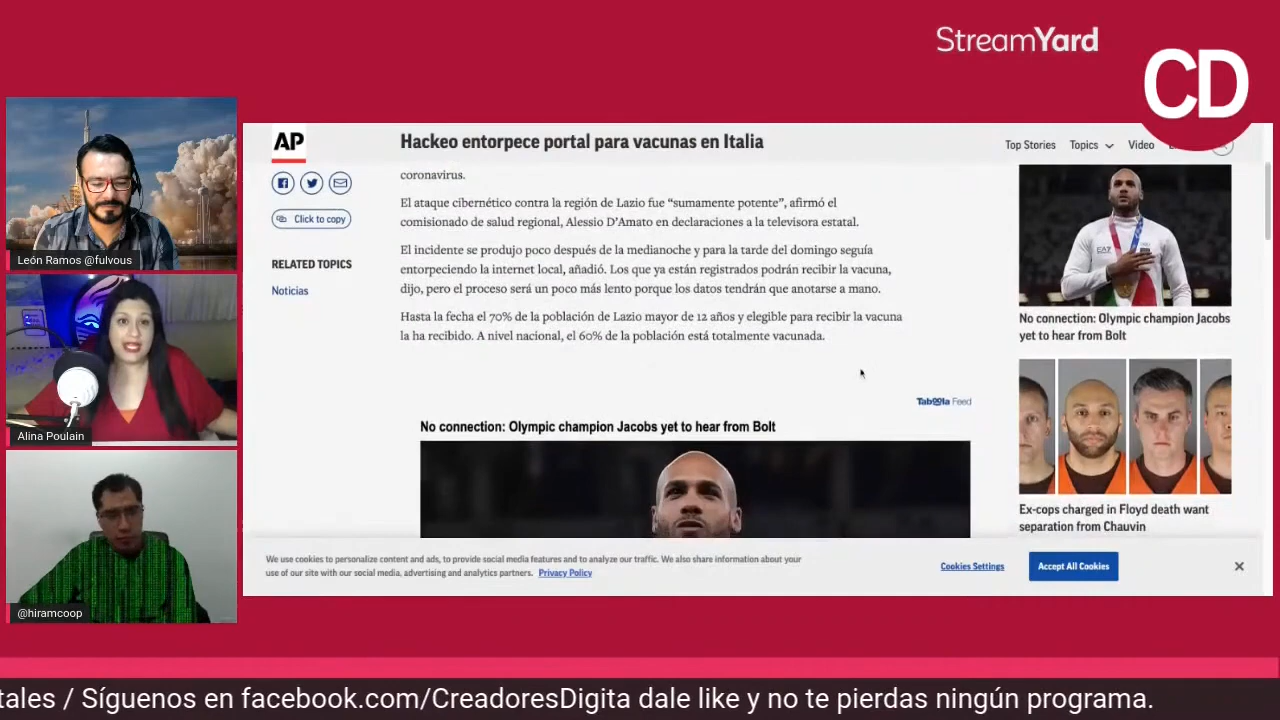 StreamYard
CD
AP
Hackeo entorpece portal para vacunas en Italia
Top Stories
Topics
Video
Click to copy
RELATED TOPICS
Noticias
coronavirus.
El ataque cibernético contra la región de Lazio fue “sumamente potente”, afirmó el
comisionado de salud regional, Alessio D’Amato en declaraciones a la televisora estatal.
El incidente se produjo poco después de la medianoche y para la tarde del domingo seguía
entorpeciendo la internet local, añadió. Los que ya están registrados podrán recibir la vacuna,
dijo, pero el proceso será un poco más lento porque los datos tendrán que anotarse a mano.
Hasta la fecha el 70% de la población de Lazio mayor de 12 años y elegible para recibir la vacuna
la ha recibido. A nivel nacional, el 60% de la población está totalmente vacunada.
Taboola Feed
No connection: Olympic champion Jacobs yet to hear from Bolt
EA7
No connection: Olympic champion Jacobs
yet to hear from Bolt
Ex-cops charged in Floyd death want
separation from Chauvin
We use cookies to personalize content and ads, to provide social media features and to analyze our traffic. We also share information about your
use of our site with our social media, advertising and analytics partners. Privacy Policy
Cookies Settings
Accept All Cookies
León Ramos @fulvous
Alina Poulain
@hiramcoop
tales / Síguenos en facebook.com/CreadoresDigita dale like y no te pierdas ningún programa.